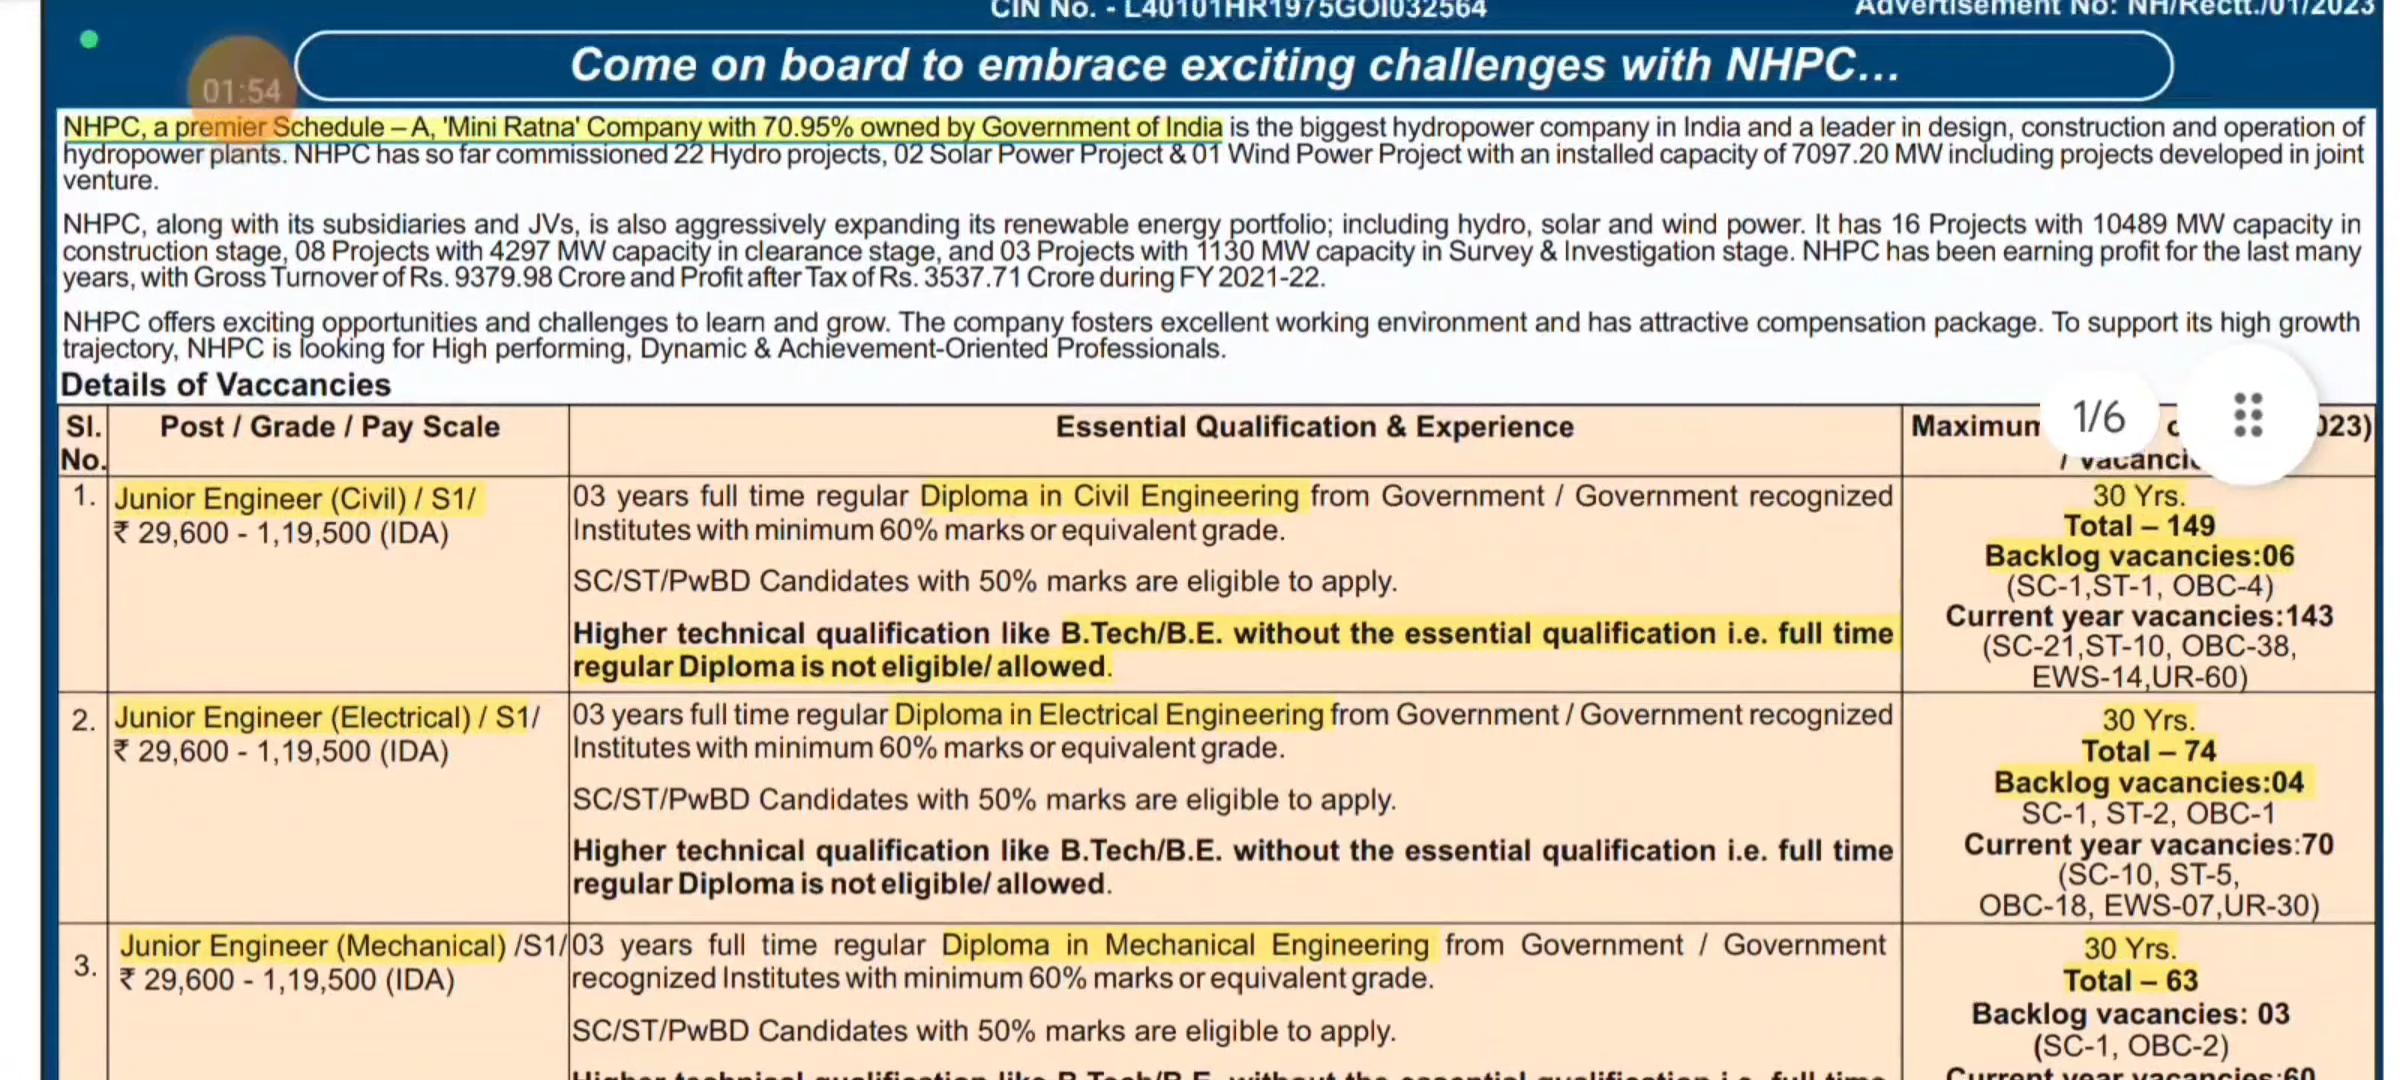 CIN No. - L40101HR1975GOI032564
Advertisement No: NH/Rectt./01/2023
01:54
Come on board to embrace exciting challenges with NHPC...
NHPC, a premier Schedule – A, 'Mini Ratna' Company with 70.95% owned by Government of India is the biggest hydropower company in India and a leader in design, construction and operation of
hydropower plants. NHPC has so far commissioned 22 Hydro projects, 02 Solar Power Project & 01 Wind Power Project with an installed capacity of 7097.20 MW including projects developed in joint
venture.
NHPC, along with its subsidiaries and JVs, is also aggressively expanding its renewable energy portfolio; including hydro, solar and wind power. It has 16 Projects with 10489 MW capacity in
construction stage, 08 Projects with 4297 MW capacity in clearance stage, and 03 Projects with 1130 MW capacity in Survey & Investigation stage. NHPC has been earning profit for the last many
years, with Gross Turnover of Rs. 9379.98 Crore and Profit after Tax of Rs. 3537.71 Crore during FY 2021-22.
NHPC offers exciting opportunities and challenges to learn and grow. The company fosters excellent working environment and has attractive compensation package. To support its high growth
trajectory, NHPC is looking for High performing, Dynamic & Achievement-Oriented Professionals.
Details of Vaccancies
Sl.
No.
Post / Grade / Pay Scale
Essential Qualification & Experience
Maximum
023)
1/6
1.
Junior Engineer (Civil) / S1/
₹ 29,600 - 1,19,500 (IDA)
03 years full time regular Diploma in Civil Engineering from Government / Government recognized
Institutes with minimum 60% marks or equivalent grade.
SC/ST/PwBD Candidates with 50% marks are eligible to apply.
Higher technical qualification like B.Tech/B.E. without the essential qualification i.e. full time
regular Diploma is not eligible/ allowed.
30 Yrs.
Total – 149
Backlog vacancies:06
(SC-1,ST-1, OBC-4)
Current year vacancies:143
(SC-21,ST-10, OBC-38,
EWS-14,UR-60)
2.
Junior Engineer (Electrical) / S1/
₹ 29,600 - 1,19,500 (IDA)
03 years full time regular Diploma in Electrical Engineering from Government / Government recognized
Institutes with minimum 60% marks or equivalent grade.
SC/ST/PwBD Candidates with 50% marks are eligible to apply.
Higher technical qualification like B.Tech/B.E. without the essential qualification i.e. full time
regular Diploma is not eligible/ allowed.
30 Yrs.
Total – 74
Backlog vacancies:04
SC-1, ST-2, OBC-1
Current year vacancies:70
(SC-10, ST-5,
OBC-18, EWS-07,UR-30)
3.
Junior Engineer (Mechanical) /S1/
₹ 29,600 - 1,19,500 (IDA)
03 years full time regular Diploma in Mechanical Engineering from Government / Government
recognized Institutes with minimum 60% marks or equivalent grade.
SC/ST/PwBD Candidates with 50% marks are eligible to apply.
Higher technical qualification like B.Tech/B.E. without the essential qualification i.e. full time
30 Yrs.
Total – 63
Backlog vacancies: 03
(SC-1, OBC-2)
Current year vacancies:60